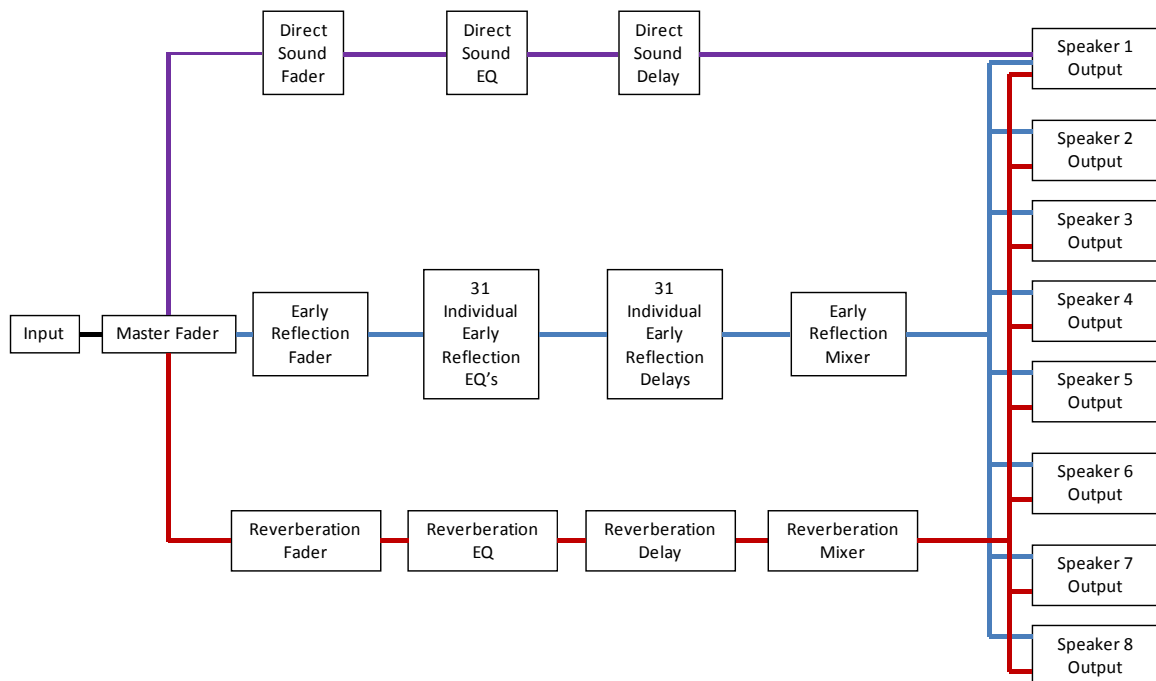 Direct
Sound
Fader
Direct
Sound
EQ
Direct
Sound
Delay
Speaker 1
Output
Speaker 2
Output
Speaker 3
Output
Speaker 4
Output
Speaker 5
Output
Speaker 6
Output
Speaker 7
Output
Speaker 8
Output
Input
Master Fader
Early
Reflection
Fader
31
Individual
Early
Reflection
EQ’s
31
Individual
Early
Reflection
Delays
Early
Reflection
Mixer
Reverberation
Fader
Reverberation
EQ
Reverberation
Delay
Reverberation
Mixer